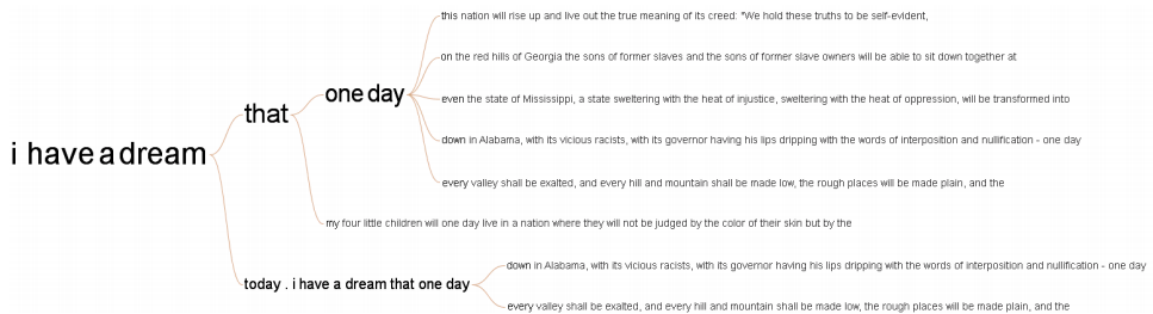 i have a dream
that
one day
this nation will rise up and live out the true meaning of its creed: "We hold these truths to be self-evident,
on the red hills of Georgia the sons of former slaves and the sons of former slave owners will be able to sit down together at
even the state of Mississippi, a state sweltering with the heat of injustice, sweltering with the heat of oppression, will be transformed into
down in Alabama, with its vicious racists, with its governor having his lips dripping with the words of interposition and nullification - one day
every valley shall be exalted, and every hill and mountain shall be made low, the rough places will be made plain, and the
my four little children will one day live in a nation where they will not be judged by the color of their skin but by the
today . i have a dream that one day
down in Alabama, with its vicious racists, with its governor having his lips dripping with the words of interposition and nullification - one day
every valley shall be exalted, and every hill and mountain shall be made low, the rough places will be made plain, and the